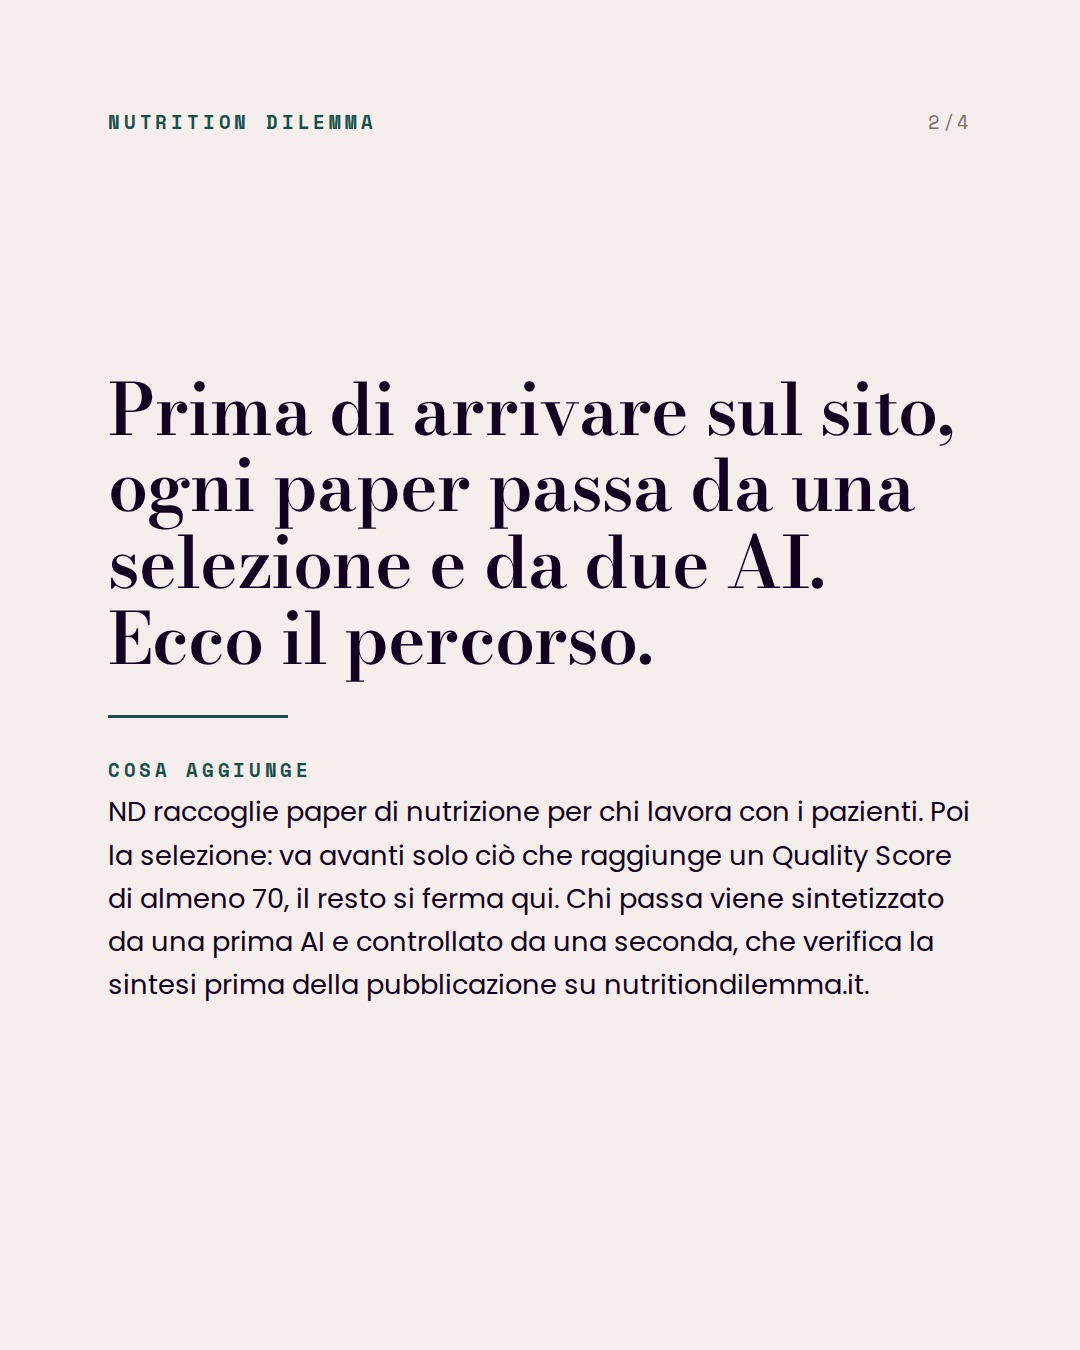 NUTRITION DILEMMA
2/4
Prima di arrivare sul sito,
ogni paper passa da una
selezione e da due AI.
Ecco il percorso.
COSA AGGIUNGE
ND raccoglie paper di nutrizione per chi lavora con i pazienti. Poi
la selezione: va avanti solo ciò che raggiunge un Quality Score
di almeno 70, il resto si ferma qui. Chi passa viene sintetizzato
da una prima AI e controllato da una seconda, che verifica la
sintesi prima della pubblicazione su nutritiondilemma.it.